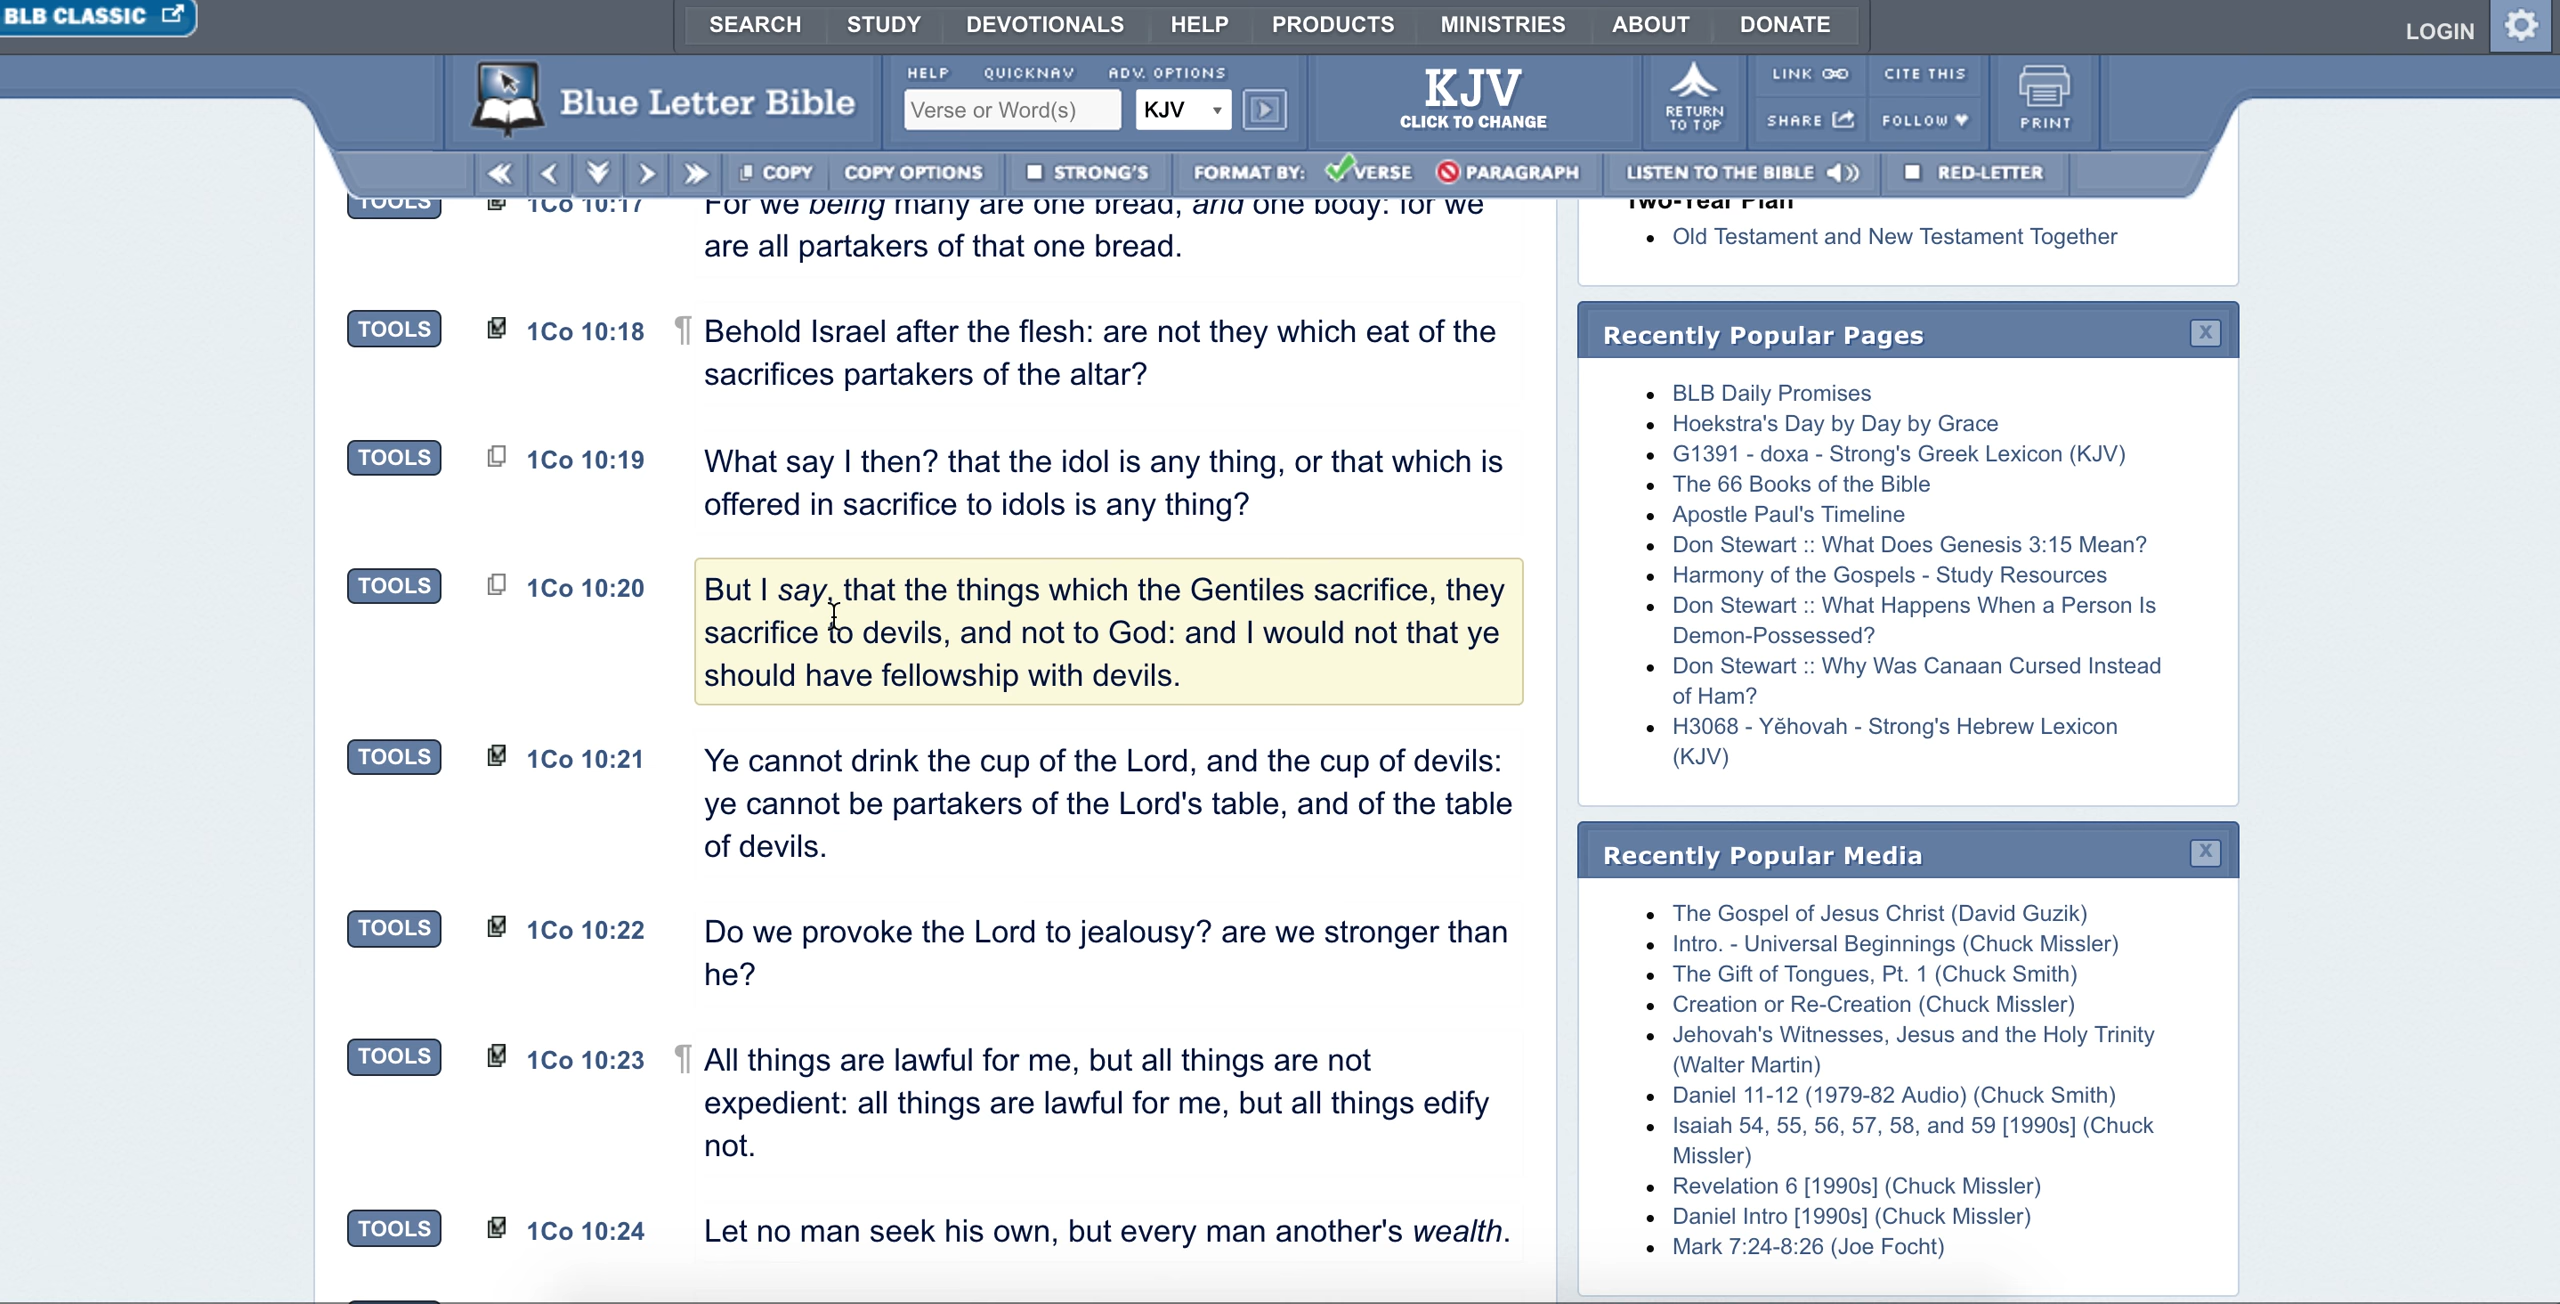 BLB CLASSIC
SEARCH STUDY DEVOTIONALS HELP PRODUCTS MINISTRIES ABOUT DONATE
LOGIN
Blue Letter Bible
HELP QUICKNAV ADV. OPTIONS
Verse or Word(s) KJV
KJV
CLICK TO CHANGE
RETURN
TO TOP
LINK CITE THIS
SHARE FOLLOW
PRINT
COPY COPY OPTIONS STRONG'S FORMAT BY: VERSE PARAGRAPH LISTEN TO THE BIBLE RED-LETTER
TOOLS 1Co 10:17 For we being many are one bread, and one body: for we
are all partakers of that one bread.
TOOLS 1Co 10:18 ¶ Behold Israel after the flesh: are not they which eat of the
sacrifices partakers of the altar?
TOOLS 1Co 10:19 What say I then? that the idol is any thing, or that which is
offered in sacrifice to idols is any thing?
TOOLS 1Co 10:20 But I say, that the things which the Gentiles sacrifice, they
sacrifice to devils, and not to God: and I would not that ye
should have fellowship with devils.
TOOLS 1Co 10:21 Ye cannot drink the cup of the Lord, and the cup of devils:
ye cannot be partakers of the Lord's table, and of the table
of devils.
TOOLS 1Co 10:22 Do we provoke the Lord to jealousy? are we stronger than
he?
TOOLS 1Co 10:23 ¶ All things are lawful for me, but all things are not
expedient: all things are lawful for me, but all things edify
not.
TOOLS 1Co 10:24 Let no man seek his own, but every man another's wealth.
Two-Year Plan
Old Testament and New Testament Together
Recently Popular Pages X
BLB Daily Promises
Hoekstra's Day by Day by Grace
G1391 - doxa - Strong's Greek Lexicon (KJV)
The 66 Books of the Bible
Apostle Paul's Timeline
Don Stewart :: What Does Genesis 3:15 Mean?
Harmony of the Gospels - Study Resources
Don Stewart :: What Happens When a Person Is
Demon-Possessed?
Don Stewart :: Why Was Canaan Cursed Instead
of Ham?
H3068 - Yĕhovah - Strong's Hebrew Lexicon
(KJV)
Recently Popular Media X
The Gospel of Jesus Christ (David Guzik)
Intro. - Universal Beginnings (Chuck Missler)
The Gift of Tongues, Pt. 1 (Chuck Smith)
Creation or Re-Creation (Chuck Missler)
Jehovah's Witnesses, Jesus and the Holy Trinity
(Walter Martin)
Daniel 11-12 (1979-82 Audio) (Chuck Smith)
Isaiah 54, 55, 56, 57, 58, and 59 [1990s] (Chuck
Missler)
Revelation 6 [1990s] (Chuck Missler)
Daniel Intro [1990s] (Chuck Missler)
Mark 7:24-8:26 (Joe Focht)